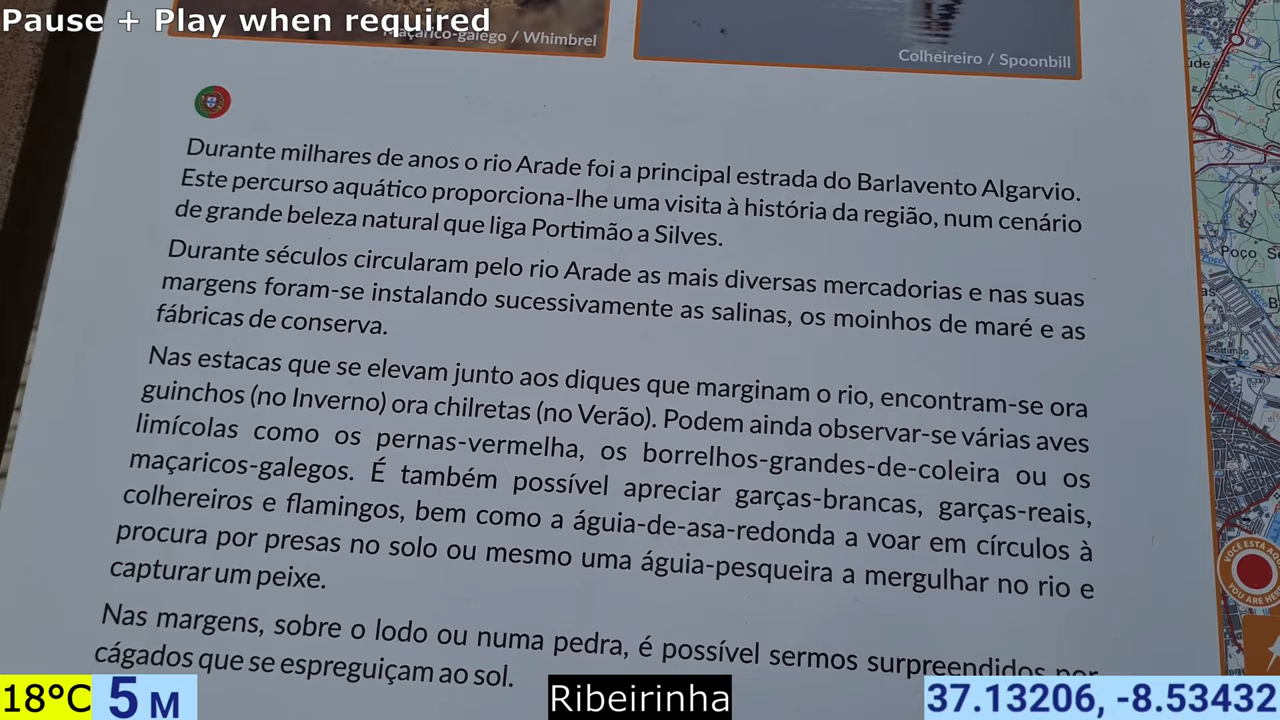 Pause + Play when required
Maçarico-galego / Whimbrel
Colheireiro / Spoonbill
Durante milhares de anos o rio Arade foi a principal estrada do Barlavento Algarvio.
Este percurso aquático proporciona-lhe uma visita à história da região, num cenário
de grande beleza natural que liga Portimão a Silves.
Durante séculos circularam pelo rio Arade as mais diversas mercadorias e nas suas
margens foram-se instalando sucessivamente as salinas, os moinhos de maré e as
fábricas de conserva.
Nas estacas que se elevam junto aos diques que marginam o rio, encontram-se ora
guinchos (no Inverno) ora chilretas (no Verão). Podem ainda observar-se várias aves
limícolas como os pernas-vermelha, os borrelhos-grandes-de-coleira ou os
maçaricos-galegos. É também possível apreciar garças-brancas, garças-reais,
colhereiros e flamingos, bem como a águia-de-asa-redonda a voar em círculos à
procura por presas no solo ou mesmo uma águia-pesqueira a mergulhar no rio e
capturar um peixe.
Nas margens, sobre o lodo ou numa pedra, é possível sermos surpreendidos por
cágados que se espreguiçam ao sol.
Poço
Portimão
VOCÊ ESTÁ
YOU ARE HERE
18°C
5 M
Ribeirinha
37.13206, -8.53432